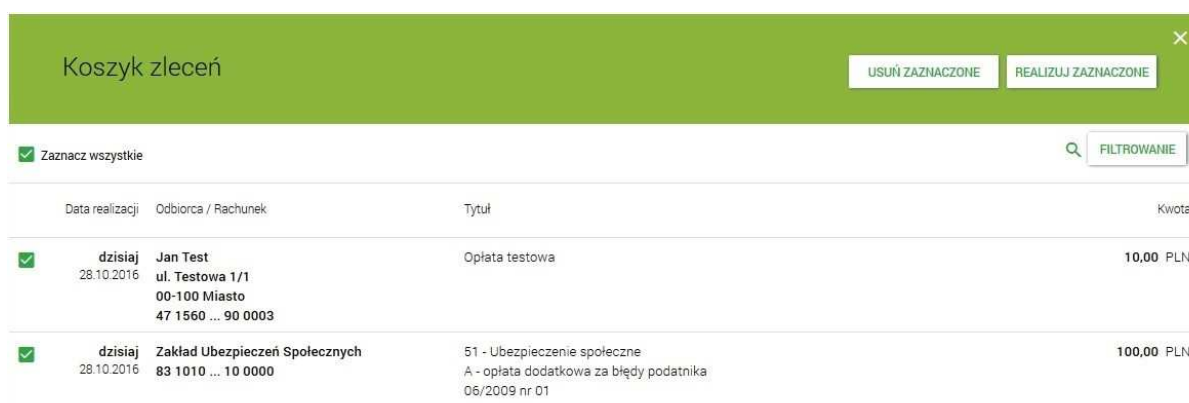 Koszyk zleceń
USUŃ ZAZNACZONE
REALIZUJ ZAZNACZONE
Zaznacz wszystkie
FILTROWANIE
Data realizacji Odbiorca / Rachunek Tytuł Kwota
dzisiaj Jan Test Opłata testowa 10,00 PLN
28.10.2016 ul. Testowa 1/1
00-100 Miasto
47 1560 ... 90 0003
dzisiaj Zakład Ubezpieczeń Społecznych 51 - Ubezpieczenie społeczne 100,00 PLN
28.10.2016 83 1010 ... 10 0000 A - opłata dodatkowa za błędy podatnika
06/2009 nr 01